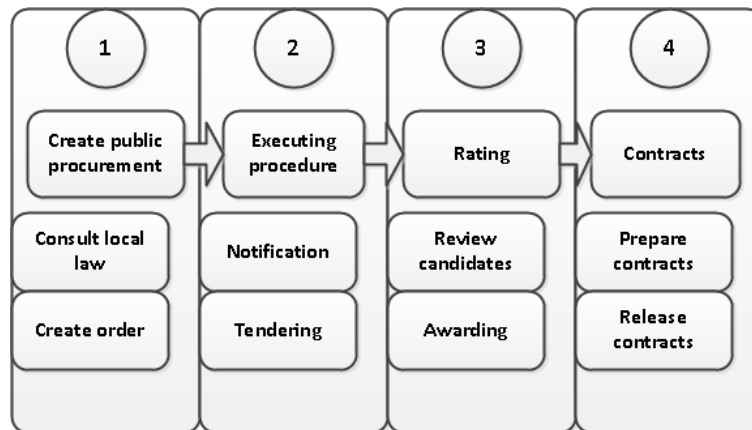 1
2
3
4
Create public
procurement
Executing
procedure
Rating
Contracts
Consult local
law
Notification
Review
candidates
Prepare
contracts
Create order
Tendering
Awarding
Release
contracts